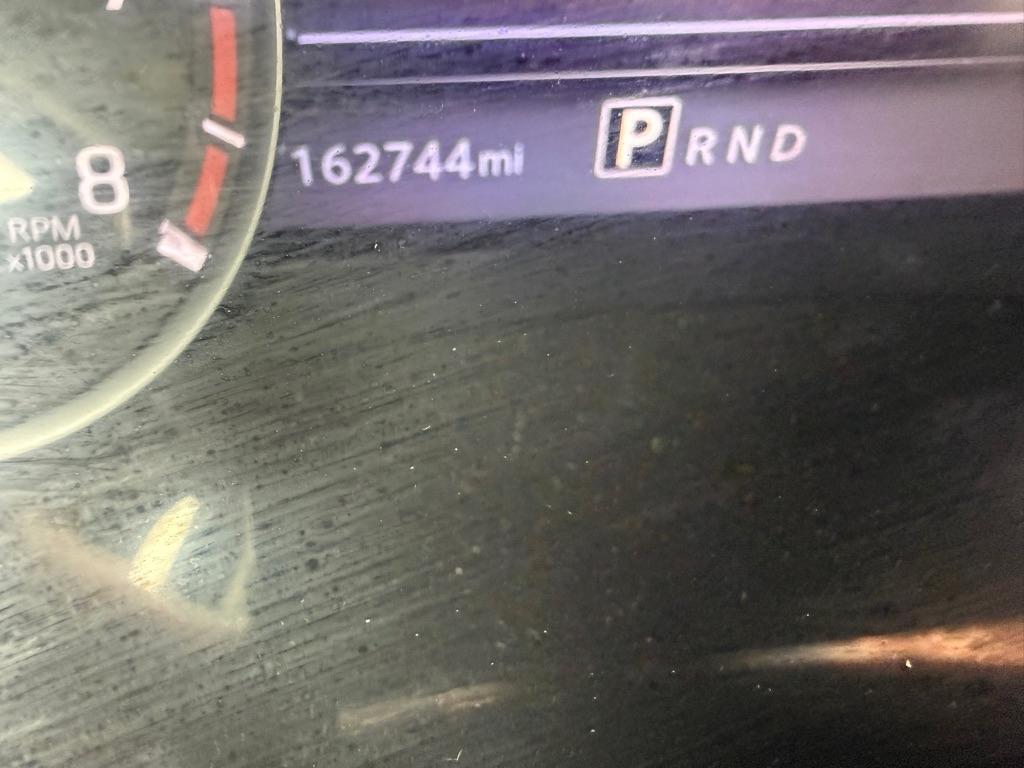 162744mi
P R N D
8
RPM
x1000